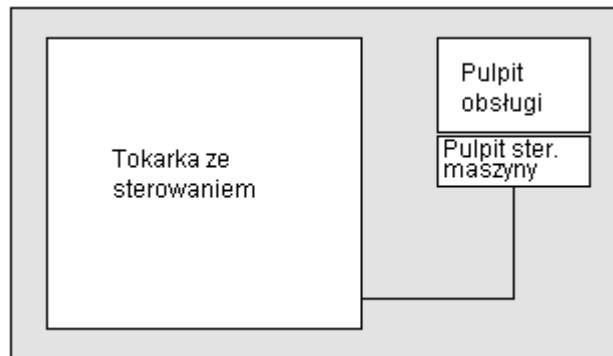 Tokarka ze
sterowaniem
Pulpit
obsługi
Pulpit ster.
maszyny